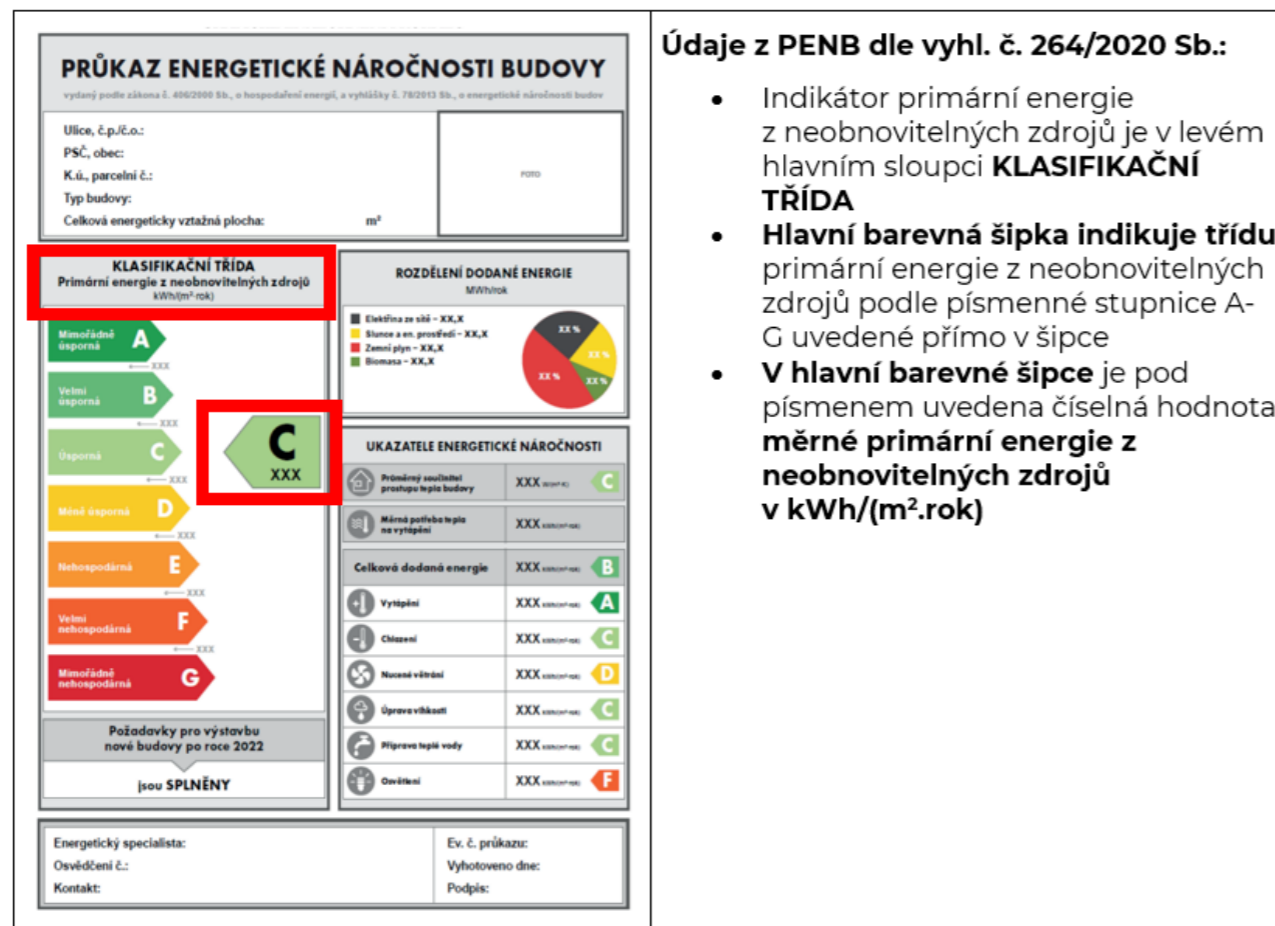 PRŮKAZ ENERGETICKÉ NÁROČNOSTI BUDOVY
vydaný podle zákona č. 406/2000 Sb., o hospodaření energií, a vyhlášky č. 78/2013 Sb., o energetické náročnosti budov
Ulice, č.p./č.o.:
PSČ, obec:
K.ú., parcelní č.:
Typ budovy:
Celková energeticky vztažná plocha: m²
FOTO
KLASIFIKAČNÍ TŘÍDA
Primární energie z neobnovitelných zdrojů
kWh/(m²·rok)
Mimořádně
úsporná
A
XXX
Velmi
úsporná
B
XXX
Úsporná
C
XXX
Méně úsporná
D
XXX
Nehospodárná
E
XXX
Velmi
nehospodárná
F
XXX
Mimořádně
nehospodárná
G
C
XXX
Požadavky pro výstavbu
nové budovy po roce 2022
jsou SPLNĚNY
ROZDĚLENÍ DODANÉ ENERGIE
MWh/rok
Elektřina ze sítě – XX,X
Slunce a en. prostředí – XX,X
Zemní plyn – XX,X
Biomasa – XX,X
XX %
XX %
XX %
XX %
UKAZATELE ENERGETICKÉ NÁROČNOSTI
Průměrný součinitel
prostupu tepla budovy
XXX C
Měrná potřeba tepla
na vytápění
XXX
Celková dodaná energie XXX B
Vytápění XXX A
Chlazení XXX C
Nucené větrání XXX D
Úprava vlhkosti XXX C
Příprava teplé vody XXX C
Osvětlení XXX F
Energetický specialista:
Osvědčení č.:
Kontakt:
Ev. č. průkazu:
Vyhotoveno dne:
Podpis:
Údaje z PENB dle vyhl. č. 264/2020 Sb.:
• Indikátor primární energie
z neobnovitelných zdrojů je v levém
hlavním sloupci KLASIFIKAČNÍ
TŘÍDA
• Hlavní barevná šipka indikuje třídu
primární energie z neobnovitelných
zdrojů podle písmenné stupnice A-
G uvedené přímo v šipce
• V hlavní barevné šipce je pod
písmenem uvedena číselná hodnota
měrné primární energie z
neobnovitelných zdrojů
v kWh/(m².rok)